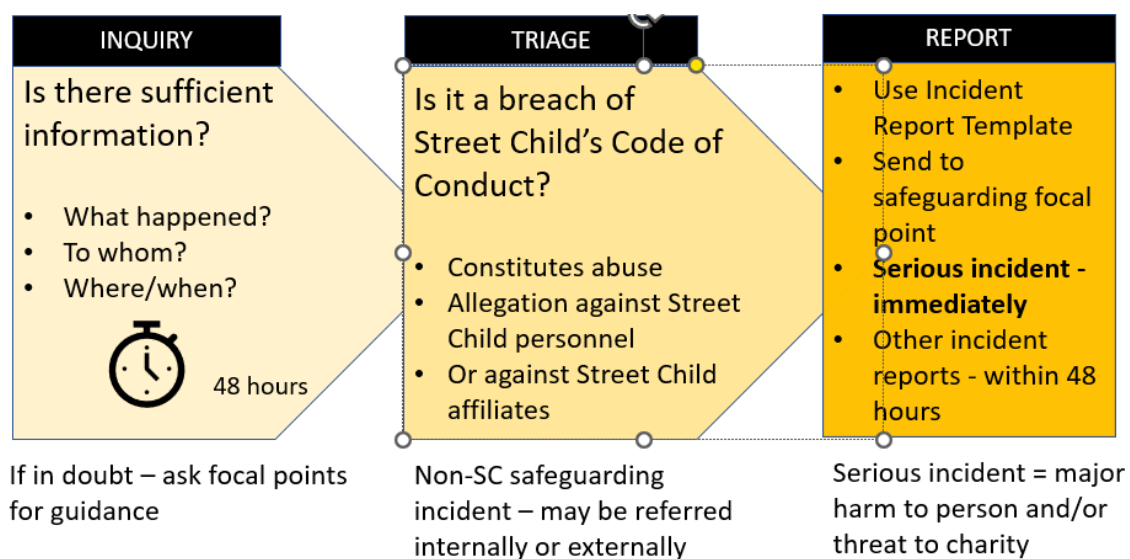 INQUIRY
Is there sufficient
information?
• What happened?
• To whom?
• Where/when?
48 hours
If in doubt – ask focal points
for guidance
TRIAGE
Is it a breach of
Street Child’s Code of
Conduct?
• Constitutes abuse
• Allegation against Street
Child personnel
• Or against Street Child
affiliates
Non-SC safeguarding
incident – may be referred
internally or externally
REPORT
• Use Incident
Report Template
• Send to
safeguarding focal
point
• Serious incident -
immediately
• Other incident
reports - within 48
hours
Serious incident = major
harm to person and/or
threat to charity